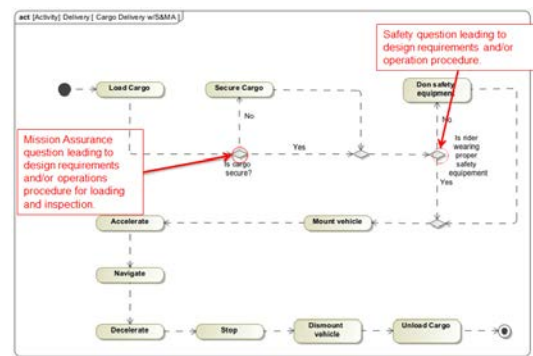 act [Activity] Delivery [ Cargo Delivery w/S&MA ]
Safety question leading to
design requirements and/or
operation procedure.
Load Cargo
Secure Cargo
Don safety
equipment
No
No
Mission Assurance
question leading to
design requirements
and/or operations
procedure for loading
and inspection.
Yes
Is cargo
secure?
Is rider
wearing
proper
safety
equipement
Yes
Accelerate
Mount vehicle
Navigate
Decelerate
Stop
Dismount
vehicle
Unload Cargo